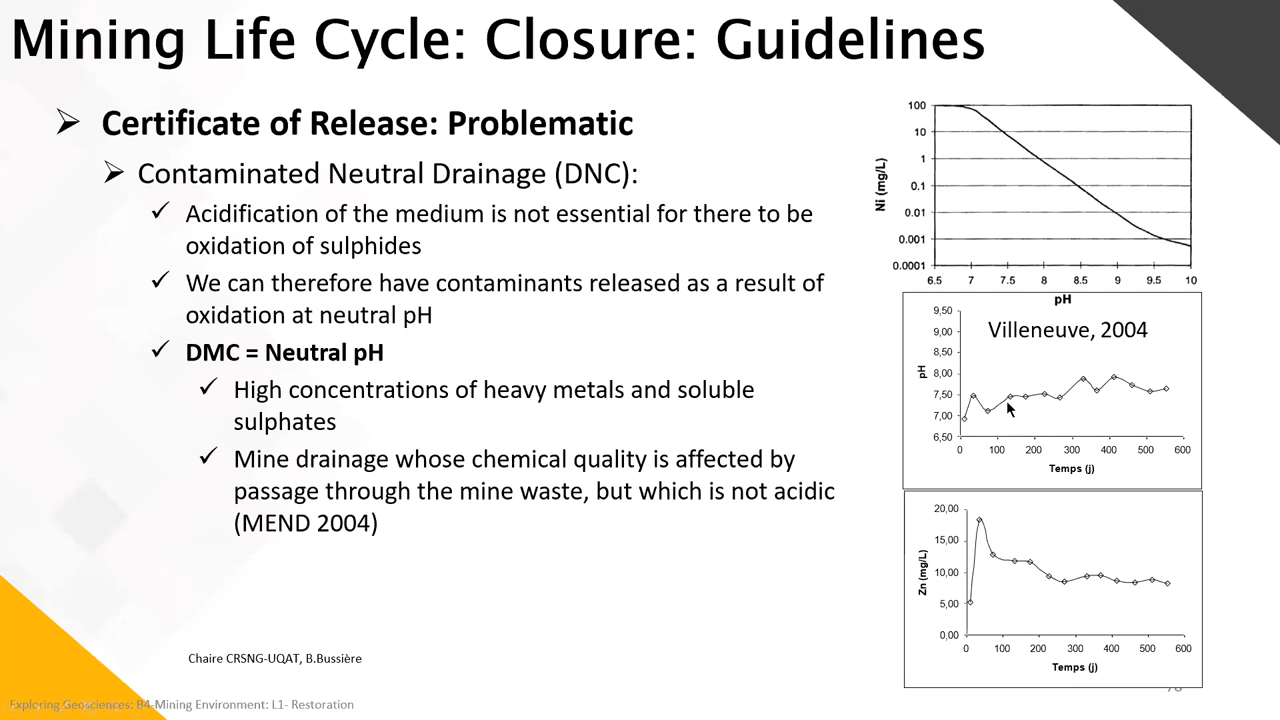 Mining Life Cycle: Closure: Guidelines
Certificate of Release: Problematic
Contaminated Neutral Drainage (DNC):
Acidification of the medium is not essential for there to be
oxidation of sulphides
We can therefore have contaminants released as a result of
oxidation at neutral pH
DMC = Neutral pH
High concentrations of heavy metals and soluble
sulphates
Mine drainage whose chemical quality is affected by
passage through the mine waste, but which is not acidic
(MEND 2004)
Chaire CRSNG-UQAT, B.Bussière
Exploring Geosciences: B4-Mining Environment: L1- Restoration
Ni (mg/L)
100
10
1
0.1
0.01
0.001
0.0001
6.5 7 7.5 8 8.5 9 9.5 10
pH
Villeneuve, 2004
pH
9,50
9,00
8,50
8,00
7,50
7,00
6,50
0 100 200 300 400 500 600
Temps (j)
Zn (mg/L)
20,00
15,00
10,00
5,00
0,00
0 100 200 300 400 500 600
Temps (j)